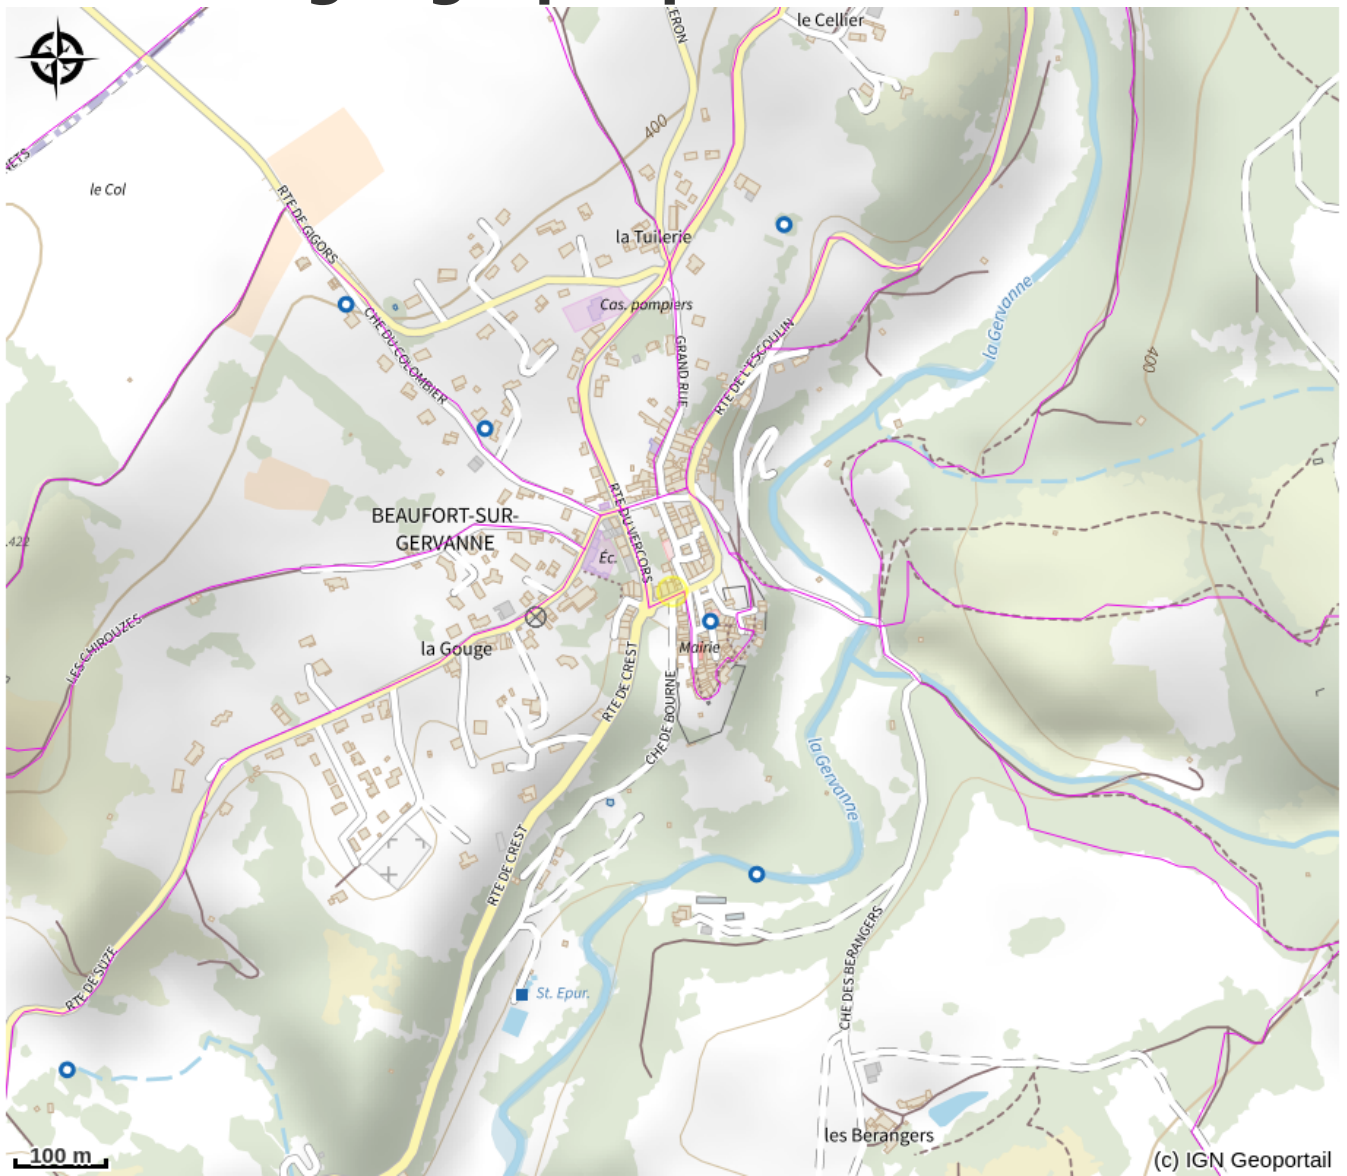 le Cellier
400
le Col
RTE DE GIGORS
la Tuilerie
Cas. pompiers
la Gervanne
CHE DU COLOMBIER
GRAND RUE
RTE DE L'ESCOULIN
400
BEAUFORT-SUR-
GERVANNE
RTE DU VERCORS
Éc.
LES CHIROUZES
la Gouge
Mairie
RTE DE CREST
CHE DE BOURNE
la Gervanne
RTE DE CREST
RTE DE SUZE
St. Epur.
CHE DES BERANGERS
les Berangers
100 m
(c) IGN Geoportail